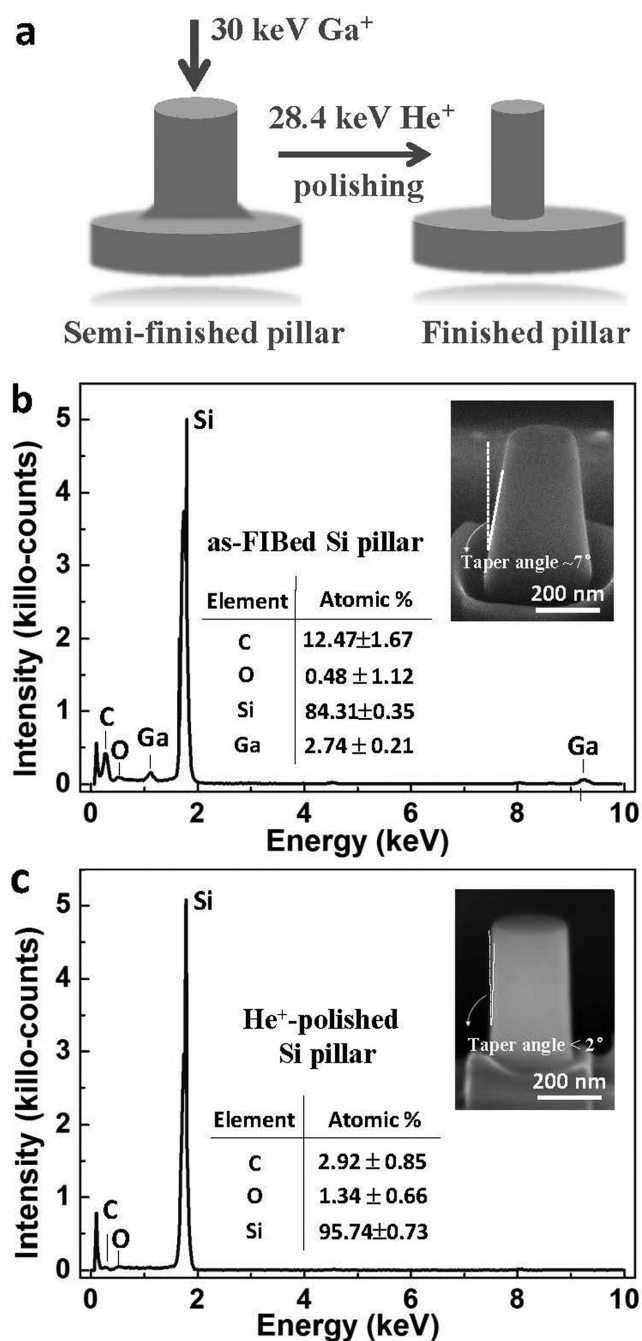 a
30 keV Ga⁺
28.4 keV He⁺
polishing
Semi-finished pillar
Finished pillar
b
Intensity (killo-counts)
5
4
3
2
1
0
Si
C
O
Ga
Ga
as-FIBed Si pillar
Element Atomic %
C 12.47±1.67
O 0.48 ± 1.12
Si 84.31±0.35
Ga 2.74 ± 0.21
Taper angle ~7°
200 nm
0 2 4 6 8 10
Energy (keV)
c
Intensity (killo-counts)
5
4
3
2
1
0
Si
C
O
He⁺-polished
Si pillar
Element Atomic %
C 2.92 ± 0.85
O 1.34 ± 0.66
Si 95.74±0.73
Taper angle < 2°
200 nm
0 2 4 6 8 10
Energy (keV)